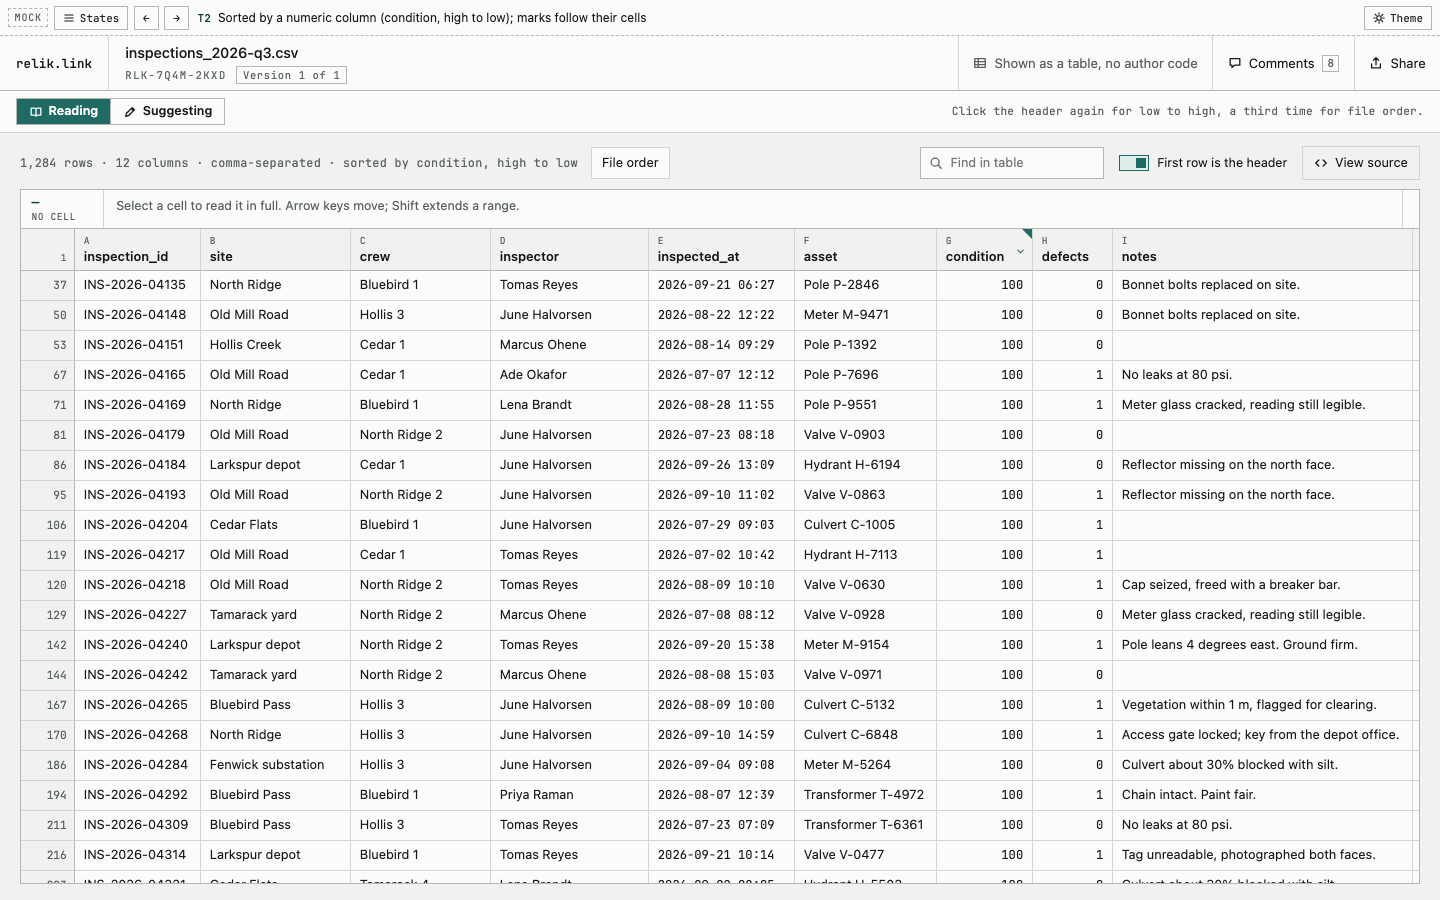 MOCK States ← → T2 Sorted by a numeric column (condition, high to low); marks follow their cells Theme
relik.link inspections_2026-q3.csv Shown as a table, no author code Comments 8 Share
RLK-7Q4M-2KXD Version 1 of 1
Reading Suggesting Click the header again for low to high, a third time for file order.
1,284 rows · 12 columns · comma-separated · sorted by condition, high to low File order Find in table First row is the header View source
– NO CELL Select a cell to read it in full. Arrow keys move; Shift extends a range.
A B C D E F G H I
1 inspection_id site crew inspector inspected_at asset condition defects notes
37 INS-2026-04135 North Ridge Bluebird 1 Tomas Reyes 2026-09-21 06:27 Pole P-2846 100 0 Bonnet bolts replaced on site.
50 INS-2026-04148 Old Mill Road Hollis 3 June Halvorsen 2026-08-22 12:22 Meter M-9471 100 0 Bonnet bolts replaced on site.
53 INS-2026-04151 Hollis Creek Cedar 1 Marcus Ohene 2026-08-14 09:29 Pole P-1392 100 0
67 INS-2026-04165 Old Mill Road Cedar 1 Ade Okafor 2026-07-07 12:12 Pole P-7696 100 1 No leaks at 80 psi.
71 INS-2026-04169 North Ridge Bluebird 1 Lena Brandt 2026-08-28 11:55 Pole P-9551 100 1 Meter glass cracked, reading still legible.
81 INS-2026-04179 Old Mill Road North Ridge 2 June Halvorsen 2026-07-23 08:18 Valve V-0903 100 0
86 INS-2026-04184 Larkspur depot Cedar 1 June Halvorsen 2026-09-26 13:09 Hydrant H-6194 100 0 Reflector missing on the north face.
95 INS-2026-04193 Old Mill Road North Ridge 2 June Halvorsen 2026-09-10 11:02 Valve V-0863 100 1 Reflector missing on the north face.
106 INS-2026-04204 Cedar Flats Bluebird 1 June Halvorsen 2026-07-29 09:03 Culvert C-1005 100 1
119 INS-2026-04217 Old Mill Road Cedar 1 Tomas Reyes 2026-07-02 10:42 Hydrant H-7113 100 1
120 INS-2026-04218 Old Mill Road North Ridge 2 Tomas Reyes 2026-08-09 10:10 Valve V-0630 100 1 Cap seized, freed with a breaker bar.
129 INS-2026-04227 Tamarack yard North Ridge 2 Marcus Ohene 2026-07-08 08:12 Valve V-0928 100 0 Meter glass cracked, reading still legible.
142 INS-2026-04240 Larkspur depot North Ridge 2 Tomas Reyes 2026-09-20 15:38 Meter M-9154 100 1 Pole leans 4 degrees east. Ground firm.
144 INS-2026-04242 Tamarack yard North Ridge 2 Marcus Ohene 2026-08-08 15:03 Valve V-0971 100 0
167 INS-2026-04265 Bluebird Pass Hollis 3 June Halvorsen 2026-08-09 10:00 Culvert C-5132 100 1 Vegetation within 1 m, flagged for clearing.
170 INS-2026-04268 North Ridge Hollis 3 June Halvorsen 2026-09-10 14:59 Culvert C-6848 100 1 Access gate locked; key from the depot office.
186 INS-2026-04284 Fenwick substation Hollis 3 June Halvorsen 2026-09-04 09:08 Meter M-5264 100 0 Culvert about 30% blocked with silt.
194 INS-2026-04292 Bluebird Pass Bluebird 1 Priya Raman 2026-08-07 12:39 Transformer T-4972 100 1 Chain intact. Paint fair.
211 INS-2026-04309 Bluebird Pass Hollis 3 Tomas Reyes 2026-07-23 07:09 Transformer T-6361 100 0 No leaks at 80 psi.
216 INS-2026-04314 Larkspur depot Bluebird 1 Tomas Reyes 2026-09-21 10:14 Valve V-0477 100 1 Tag unreadable, photographed both faces.